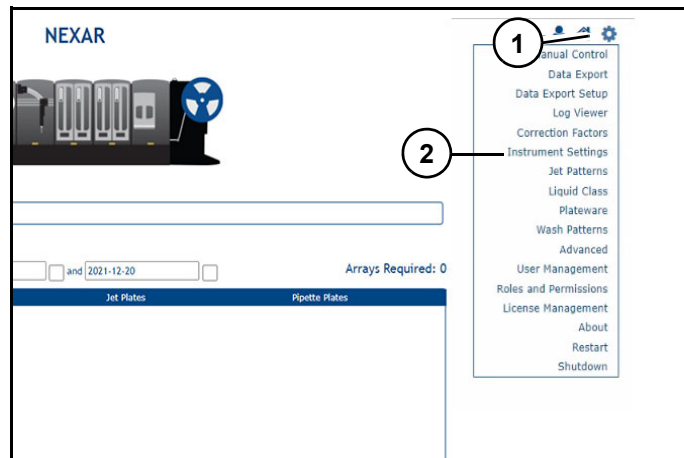 NEXAR
1
Manual Control
Data Export
Data Export Setup
Log Viewer
Correction Factors
2
Instrument Settings
Jet Patterns
Liquid Class
Plateware
Wash Patterns
and 2021-12-20
Arrays Required: 0
Advanced
User Management
Jet Plates
Pipette Plates
Roles and Permissions
License Management
About
Restart
Shutdown